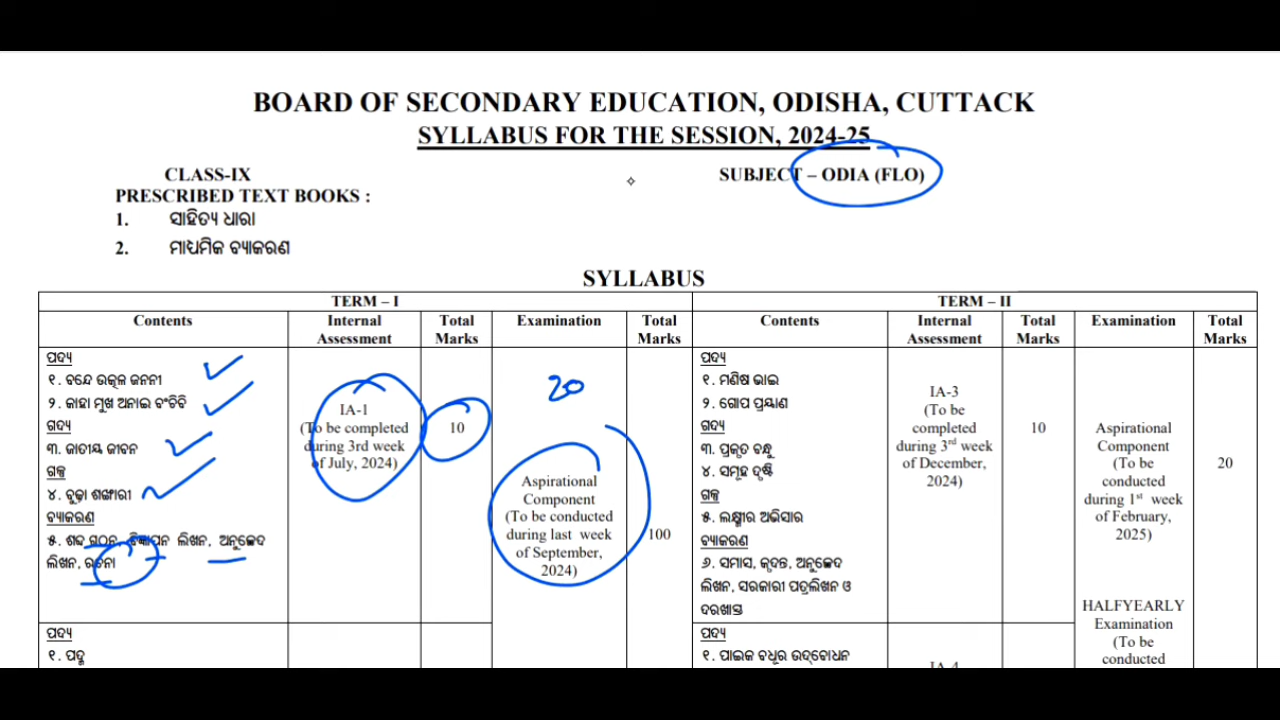 BOARD OF SECONDARY EDUCATION, ODISHA, CUTTACK
SYLLABUS FOR THE SESSION, 2024-25
CLASS-IX
SUBJECT – ODIA (FLO)
PRESCRIBED TEXT BOOKS :
1. ସାହିତ୍ୟ ଧାରା
2. ମାଧ୍ୟମିକ ବ୍ୟାକରଣ
SYLLABUS
TERM – I
TERM – II
Contents
Internal Assessment
Total Marks
Examination
Total Marks
Contents
Internal Assessment
Total Marks
Examination
Total Marks
ପଦ୍ୟ
୧. ବନ୍ଦେ ଉତ୍କଳ ଜନନୀ
୨. କାହା ମୁଖ ଅନାଇ ବଂଚିବି
ଗଦ୍ୟ
୩. ଜାତୀୟ ଜୀବନ
ଗଳ୍ପ
୪. ବୁଢ଼ା ଶଙ୍ଖାରୀ
ବ୍ୟାକରଣ
୫. ଶବ୍ଦ ଗଠନ, ବିଜ୍ଞାପନ ଲିଖନ, ଅନୁଚ୍ଛେଦ
ଲିଖନ, ରଚନା
IA-1
(To be completed
during 3rd week
of July, 2024)
10
20
Aspirational
Component
(To be conducted
during last week
of September,
2024)
100
ପଦ୍ୟ
୧. ମଣିଷ ଭାଇ
୨. ଗୋପ ପ୍ରୟାଣ
ଗଦ୍ୟ
୩. ପ୍ରକୃତ ବନ୍ଧୁ
୪. ସମୂହ ଦୃଷ୍ଟି
ଗଳ୍ପ
୫. ଲକ୍ଷ୍ମୀର ଅଭିସାର
ବ୍ୟାକରଣ
୬. ସମାସ, କୃଦନ୍ତ, ଅନୁଚ୍ଛେଦ
ଲିଖନ, ସରକାରୀ ପତ୍ରଲିଖନ ଓ
ଦରଖାସ୍ତ
IA-3
(To be
completed
during 3rd week
of December,
2024)
10
Aspirational
Component
(To be
conducted
during 1st week
of February,
2025)
20
HALFYEARLY
Examination
(To be
conducted
ପଦ୍ୟ
୧. ପଦ୍ମ
ପଦ୍ୟ
୧. ପାଇକ ବଧୂର ଉଦ୍‌ବୋଧନ
IA-4